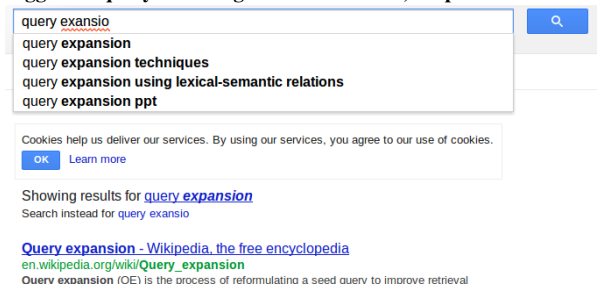 query exansio
query expansion
query expansion techniques
query expansion using lexical-semantic relations
query expansion ppt
Cookies help us deliver our services. By using our services, you agree to our use of cookies.
OK Learn more
Showing results for query expansion
Search instead for query exansio
Query expansion - Wikipedia, the free encyclopedia
en.wikipedia.org/wiki/Query_expansion
Query expansion (QE) is the process of reformulating a seed query to improve retrieval